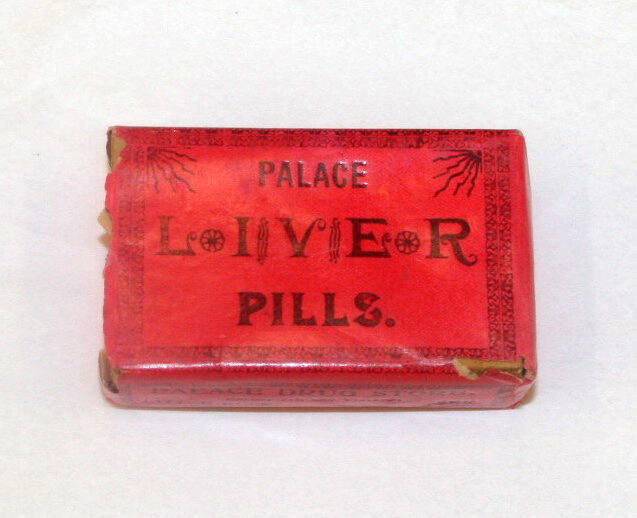 PALACE
LIVER
PILLS.
PALACE DRUG STORE,